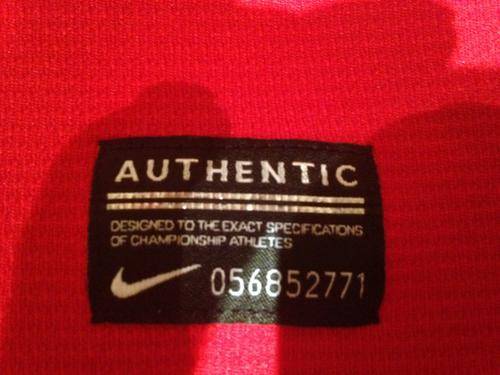 AUTHENTIC
DESIGNED TO THE EXACT SPECIFICATIONS
OF CHAMPIONSHIP ATHLETES
056852771